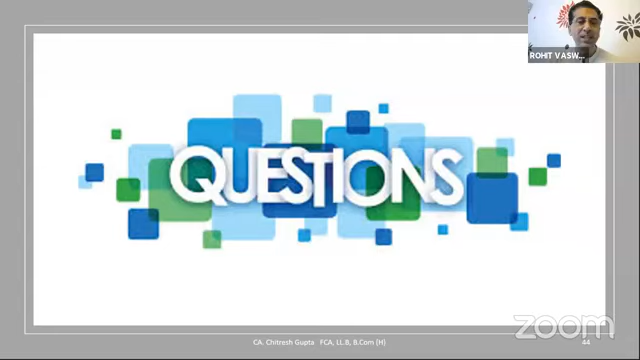 ROHIT VASW...
QUESTIONS
zoom
CA. Chitresh Gupta FCA, LL.B, B.Com (H)
44